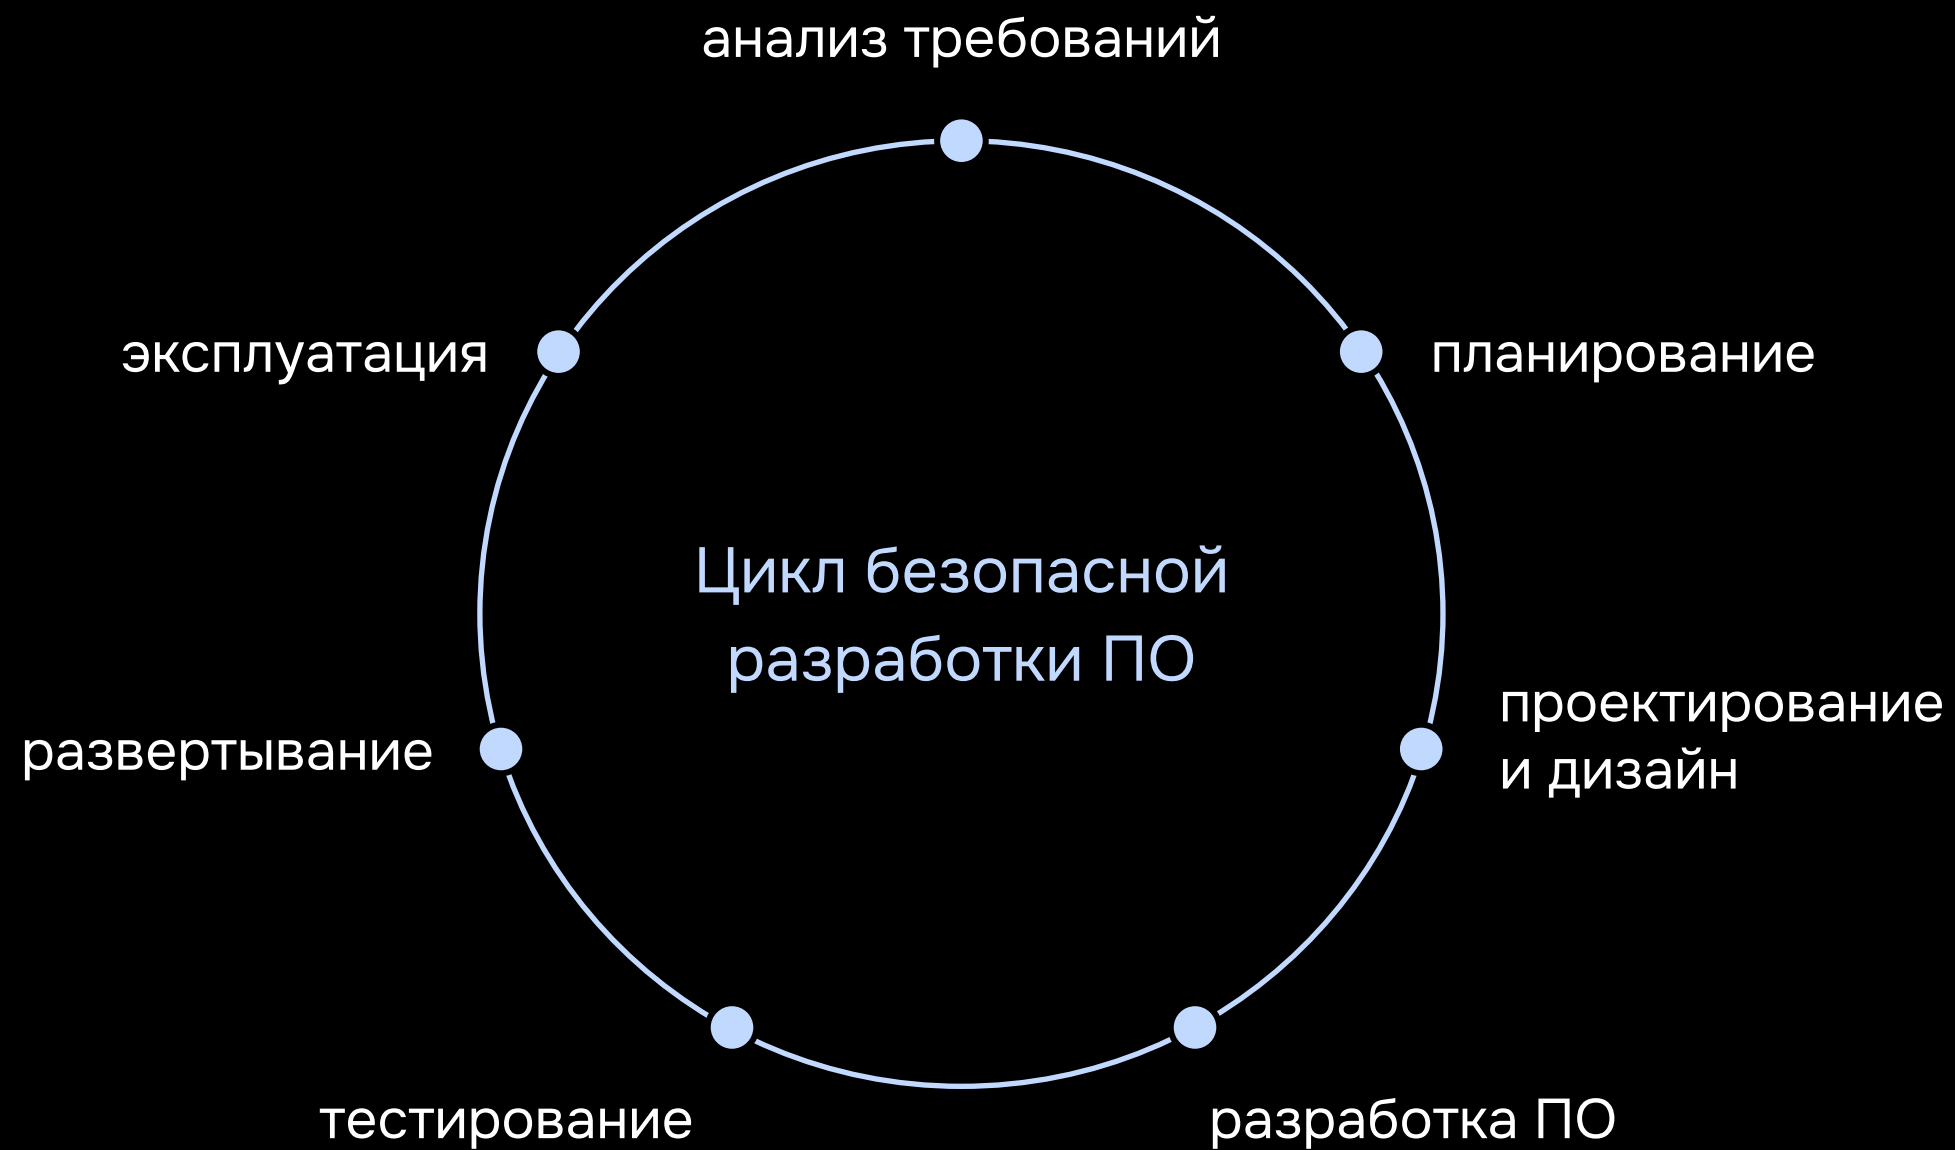 анализ требований
эксплуатация
планирование
Цикл безопасной
разработки ПО
развертывание
проектирование
и дизайн
тестирование
разработка ПО